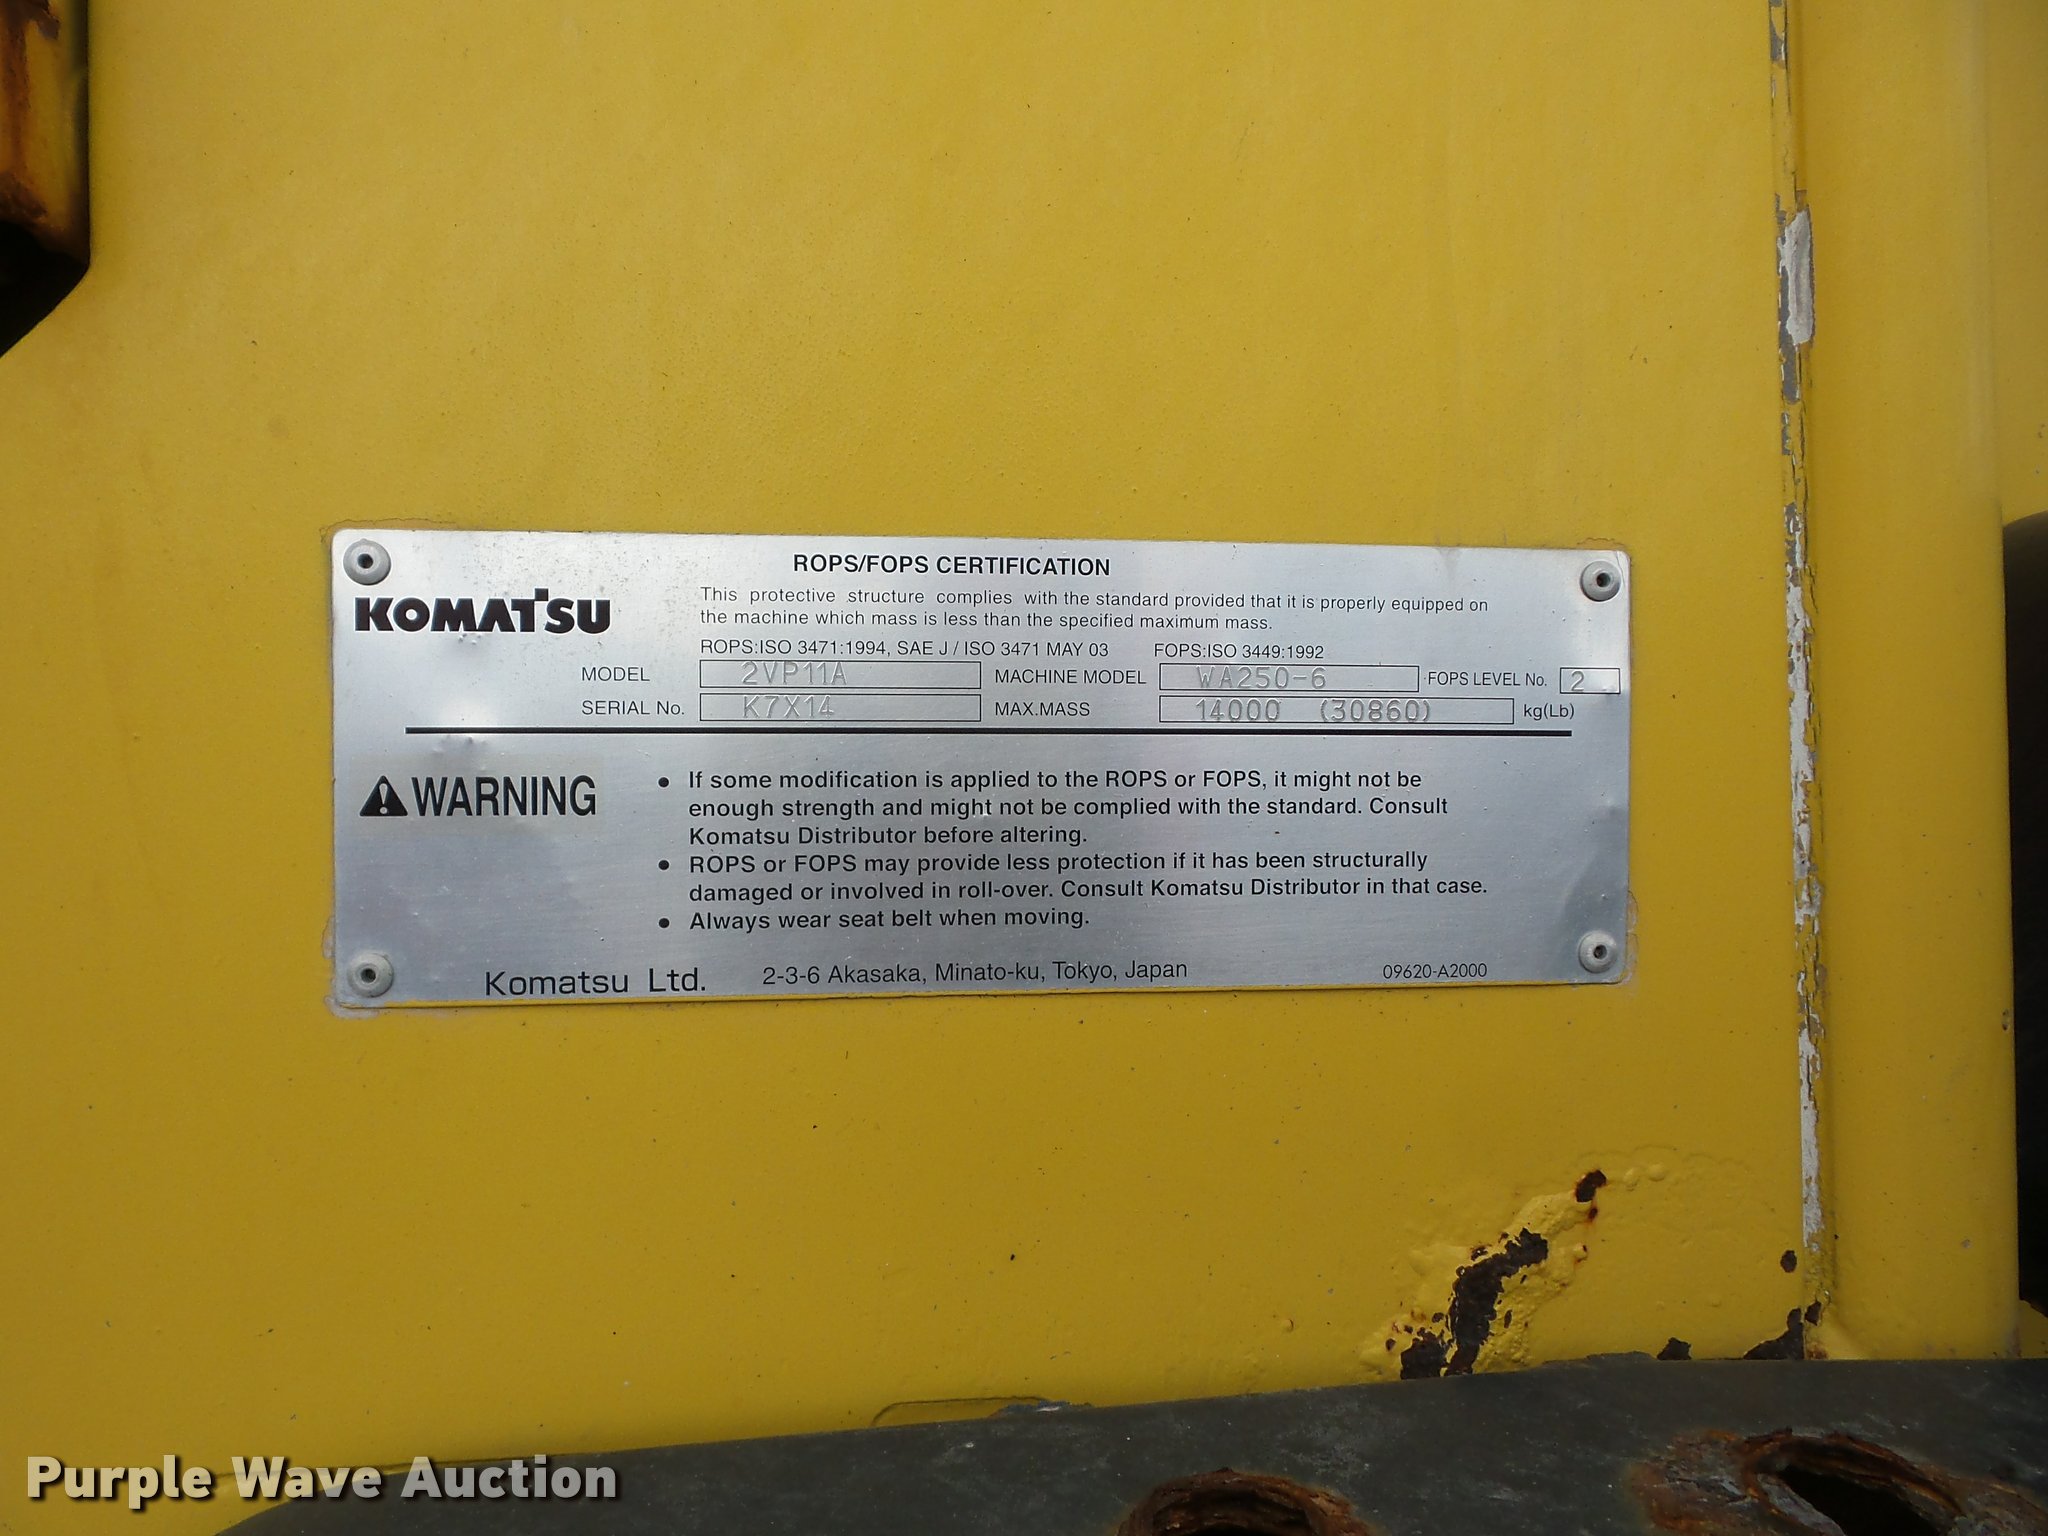 ROPS/FOPS CERTIFICATION
KOMATSU
This protective structure complies with the standard provided that it is properly equipped on
the machine which mass is less than the specified maximum mass.
ROPS:ISO 3471:1994, SAE J / ISO 3471 MAY 03 FOPS:ISO 3449:1992
MODEL 2VP11A MACHINE MODEL WA250-6 FOPS LEVEL No. 2
SERIAL No. K7X14 MAX.MASS 14000 (30860) kg(Lb)
WARNING
• If some modification is applied to the ROPS or FOPS, it might not be
enough strength and might not be complied with the standard. Consult
Komatsu Distributor before altering.
• ROPS or FOPS may provide less protection if it has been structurally
damaged or involved in roll-over. Consult Komatsu Distributor in that case.
• Always wear seat belt when moving.
Komatsu Ltd. 2-3-6 Akasaka, Minato-ku, Tokyo, Japan 09620-A2000
Purple Wave Auction